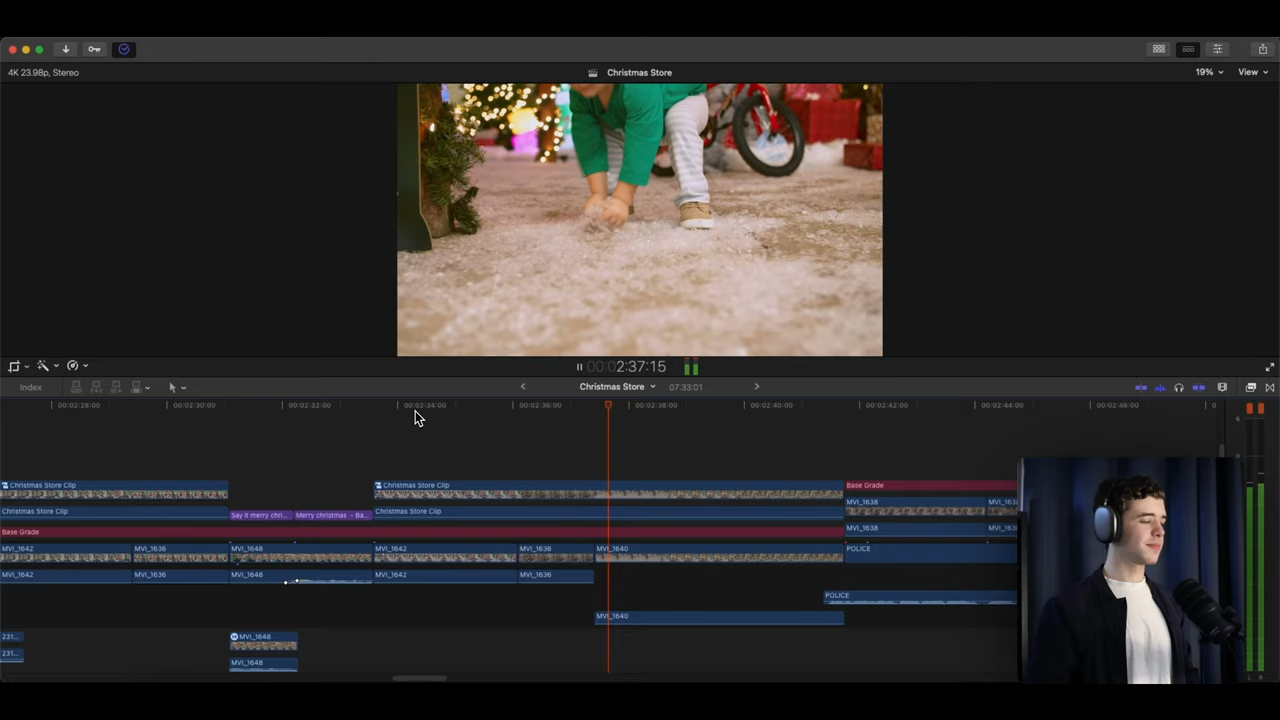 4K 23.98p, Stereo
Christmas Store
19%
View
00:00:02:37:15
Index
Christmas Store
07:33:01
00:02:28:00
00:02:30:00
00:02:32:00
00:02:34:00
00:02:36:00
00:02:38:00
00:02:40:00
00:02:42:00
00:02:44:00
00:02:46:00
0
6
Christmas Store Clip
Christmas Store Clip
Base Grade
MVI_1638
MVI_163
Christmas Store Clip
Say it merry chri...
Merry christmas - Ba...
Christmas Store Clip
Base Grade
MVI_1638
MVI_163
MVI_1642
MVI_1636
MVI_1648
MVI_1642
MVI_1636
MVI_1640
POLICE
MVI_1642
MVI_1636
MVI_1648
MVI_1642
MVI_1636
POLICE
MVI_1640
231...
MVI_1648
231...
MVI_1648
L R